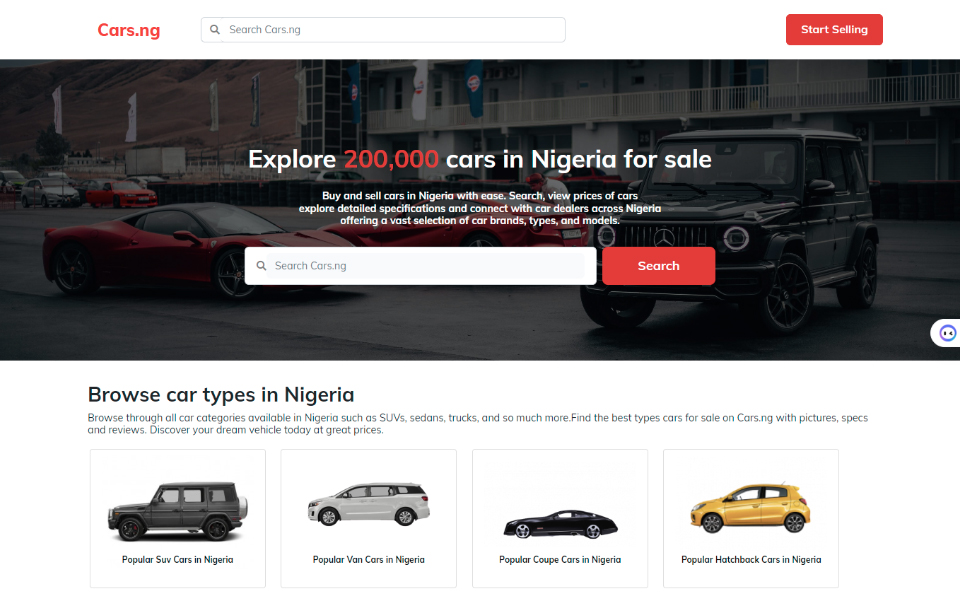 Cars.ng
Search Cars.ng
Start Selling
Explore 200,000 cars in Nigeria for sale
Buy and sell cars in Nigeria with ease. Search, view prices of cars
explore detailed specifications and connect with car dealers across Nigeria
offering a vast selection of car brands, types, and models.
Search Cars.ng
Search
Browse car types in Nigeria
Browse through all car categories available in Nigeria such as SUVs, sedans, trucks, and so much more.Find the best types cars for sale on Cars.ng with pictures, specs
and reviews. Discover your dream vehicle today at great prices.
Popular Suv Cars in Nigeria
Popular Van Cars in Nigeria
Popular Coupe Cars in Nigeria
Popular Hatchback Cars in Nigeria